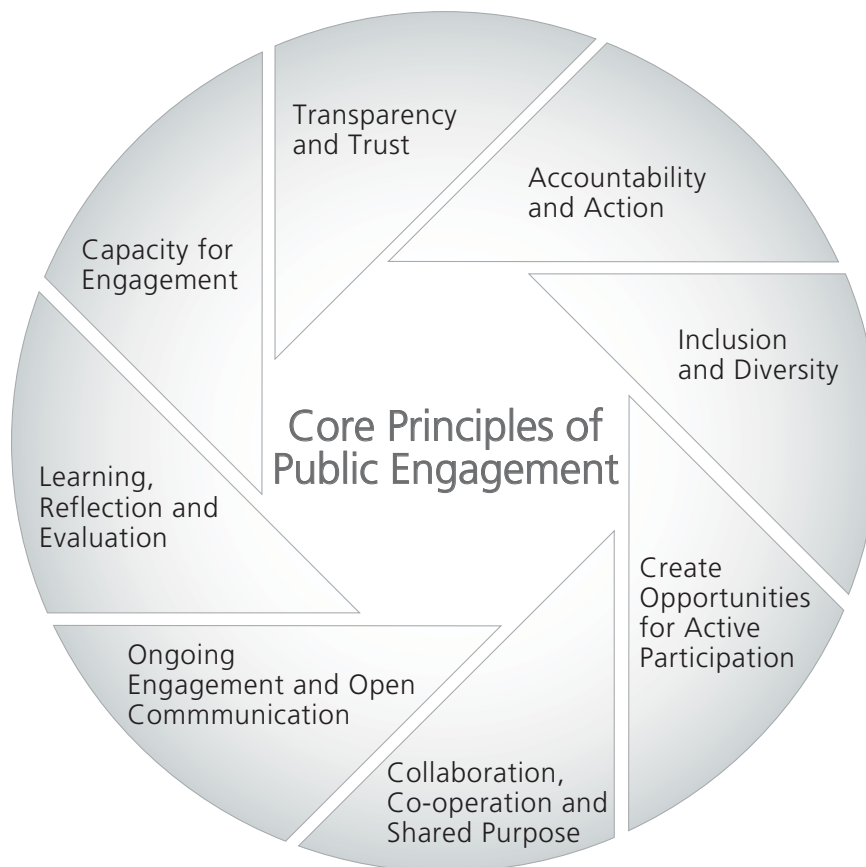 Transparency
and Trust
Accountability
and Action
Capacity for
Engagement
Inclusion
and Diversity
Core Principles of
Public Engagement
Learning,
Reflection and
Evaluation
Create
Opportunities
for Active
Participation
Ongoing
Engagement and Open
Commmunication
Collaboration,
Co-operation and
Shared Purpose